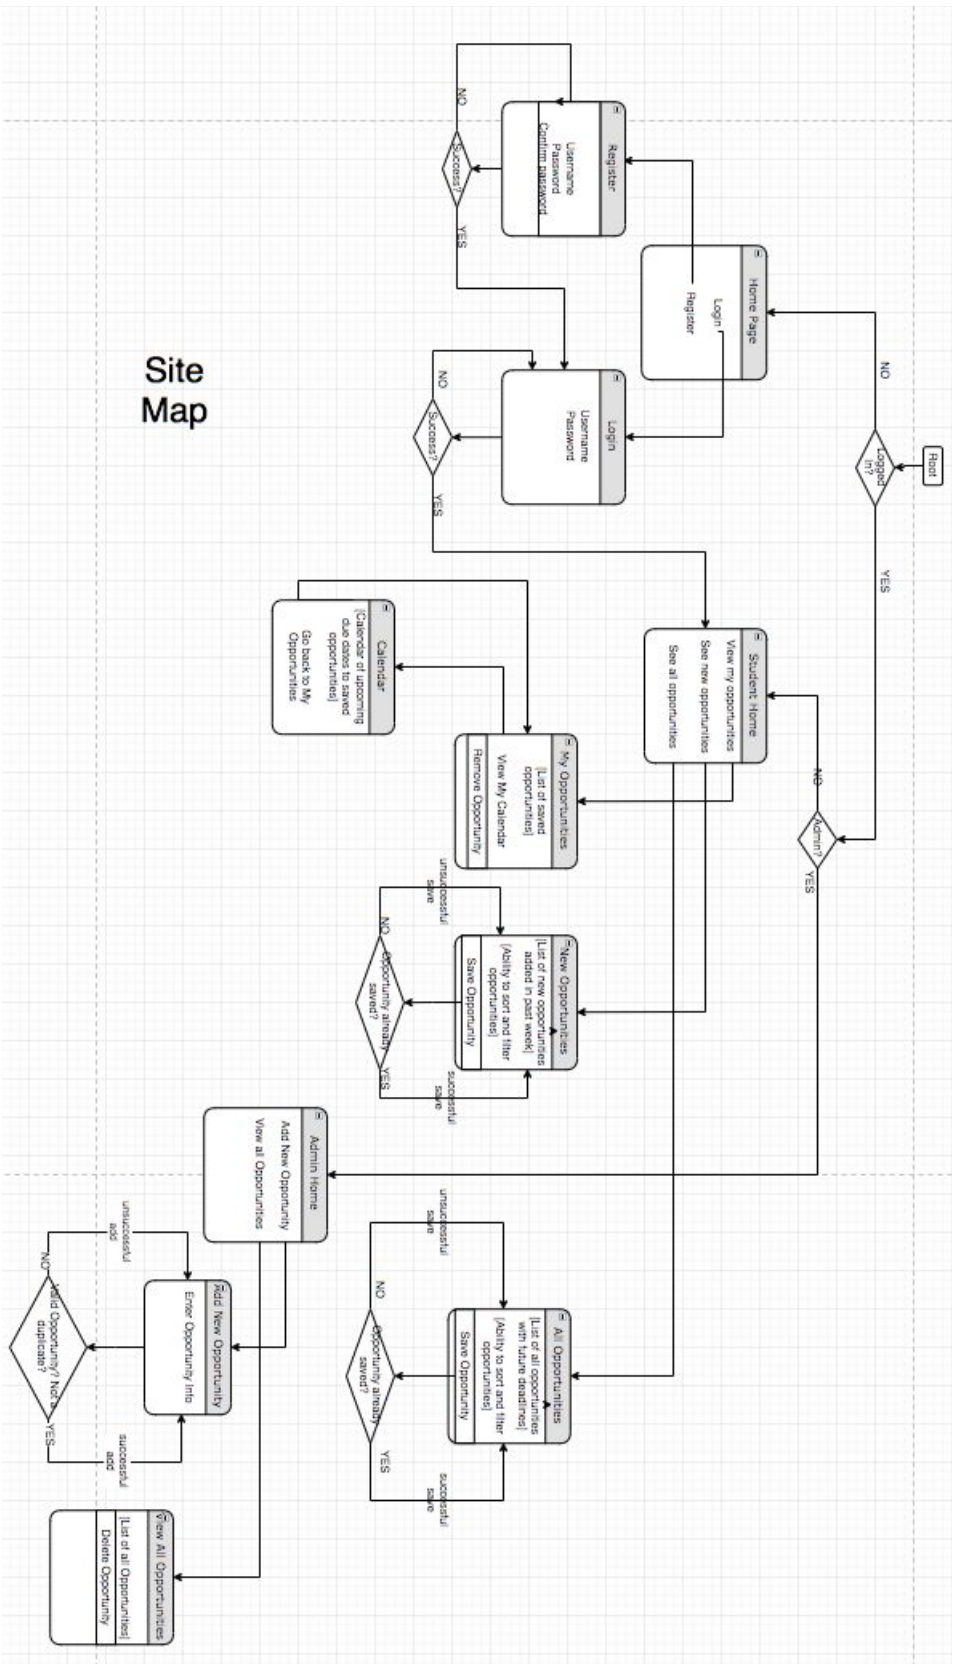 Site
Map
Root
Logged
in?
NO
YES
Home Page
Login
Register
Register
Username
Password
Confirm password
Success?
NO
YES
Login
Username
Password
Success?
NO
YES
Admin?
NO
YES
Student Home
View my opportunities
See new opportunities
See all opportunities
My Opportunities
[List of saved
opportunities]
View My Calendar
Remove Opportunity
Calendar
[Calendar of upcoming
due dates to saved
opportunities]
Go back to My
Opportunities
New Opportunities
[List of new opportunities
added in past week]
[Ability to sort and filter
opportunities]
Save Opportunity
Opportunity already
saved?
NO
unsuccessful
save
YES
successful
save
All Opportunities
[List of all opportunities
with future deadlines]
[Ability to sort and filter
opportunities]
Save Opportunity
Opportunity already
saved?
NO
unsuccessful
save
YES
successful
save
Admin Home
Add New Opportunity
View all Opportunities
Add New Opportunity
Enter Opportunity Info
Valid Opportunity? Not a
duplicate?
NO
unsuccessful
add
YES
successful
add
View All Opportunities
[List of all Opportunities]
Delete Opportunity